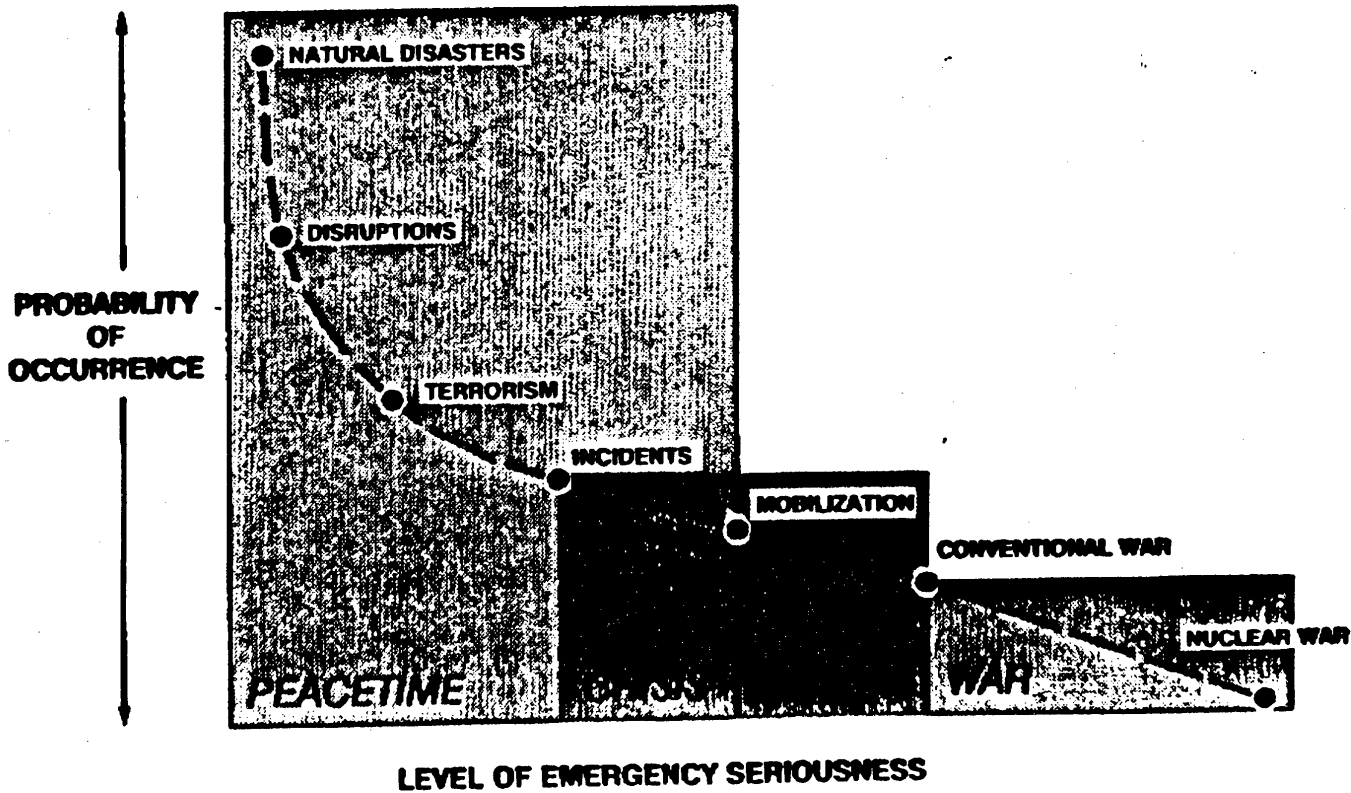 NATURAL DISASTERS
DISRUPTIONS
PROBABILITY
OF
OCCURRENCE
TERRORISM
INCIDENTS
MOBILIZATION
CONVENTIONAL WAR
NUCLEAR WAR
PEACETIME
CRISIS
WAR
LEVEL OF EMERGENCY SERIOUSNESS